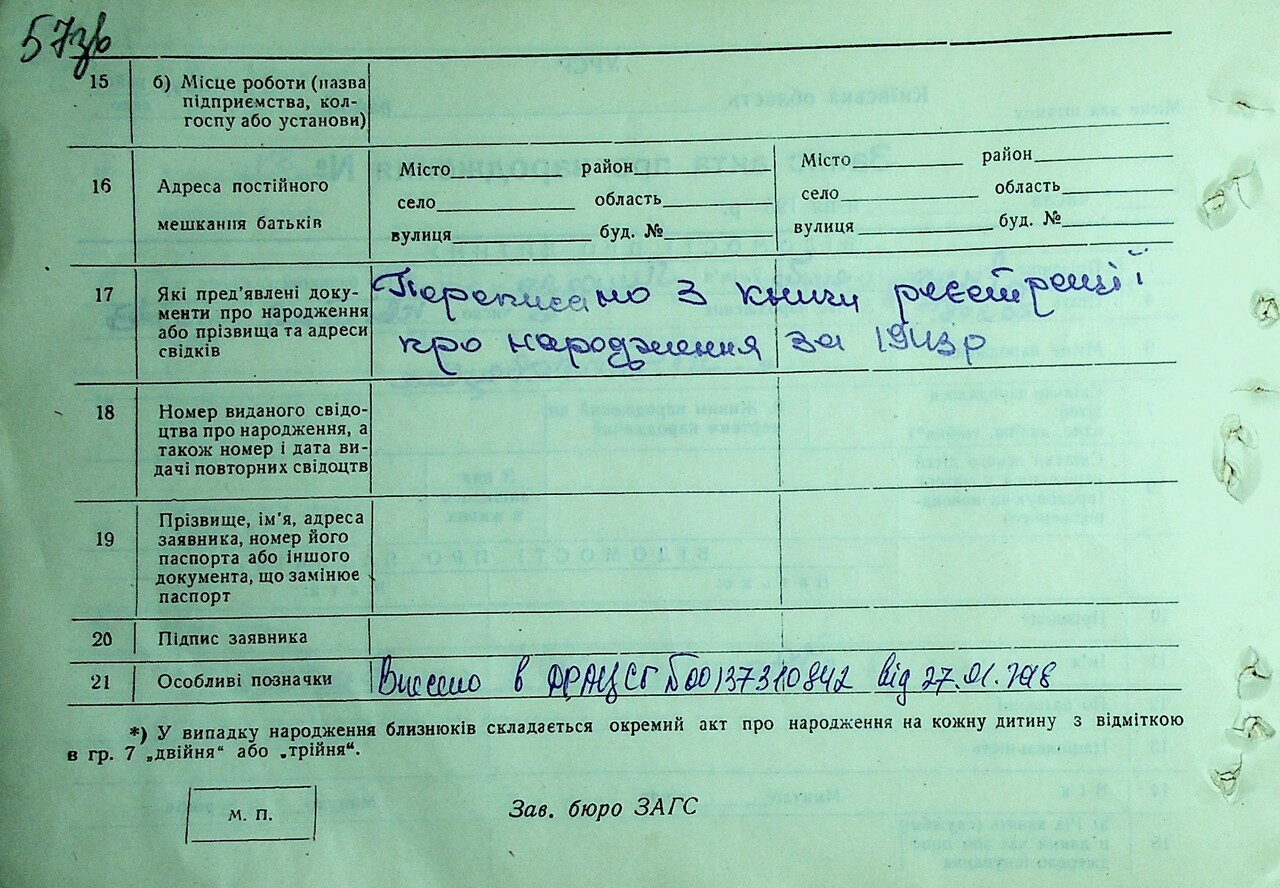 57зв
15 б) Місце роботи (назва
підприємства, кол-
госпу або установи)
16 Адреса постійного
мешкання батьків
Місто район
село область
вулиця буд. №
Місто район
село область
вулиця буд. №
17 Які пред’явлені доку-
менти про народження
або прізвища та адреси
свідків
Переписано з книги реєстрації
про народження за 1943р
18 Номер виданого свідо-
цтва про народження, а
також номер і дата ви-
дачі повторних свідоцтв
19 Прізвище, ім’я, адреса
заявника, номер його
паспорта або іншого
документа, що замінює
паспорт
20 Підпис заявника
21 Особливі позначки
Внесено в ДРАЦСГ 00137310842 від 27.01.2018
*) У випадку народження близнюків складається окремий акт про народження на кожну дитину з відміткою
в гр. 7 „двійня“ або „трійня“.
м. п.
Зав. бюро ЗАГС